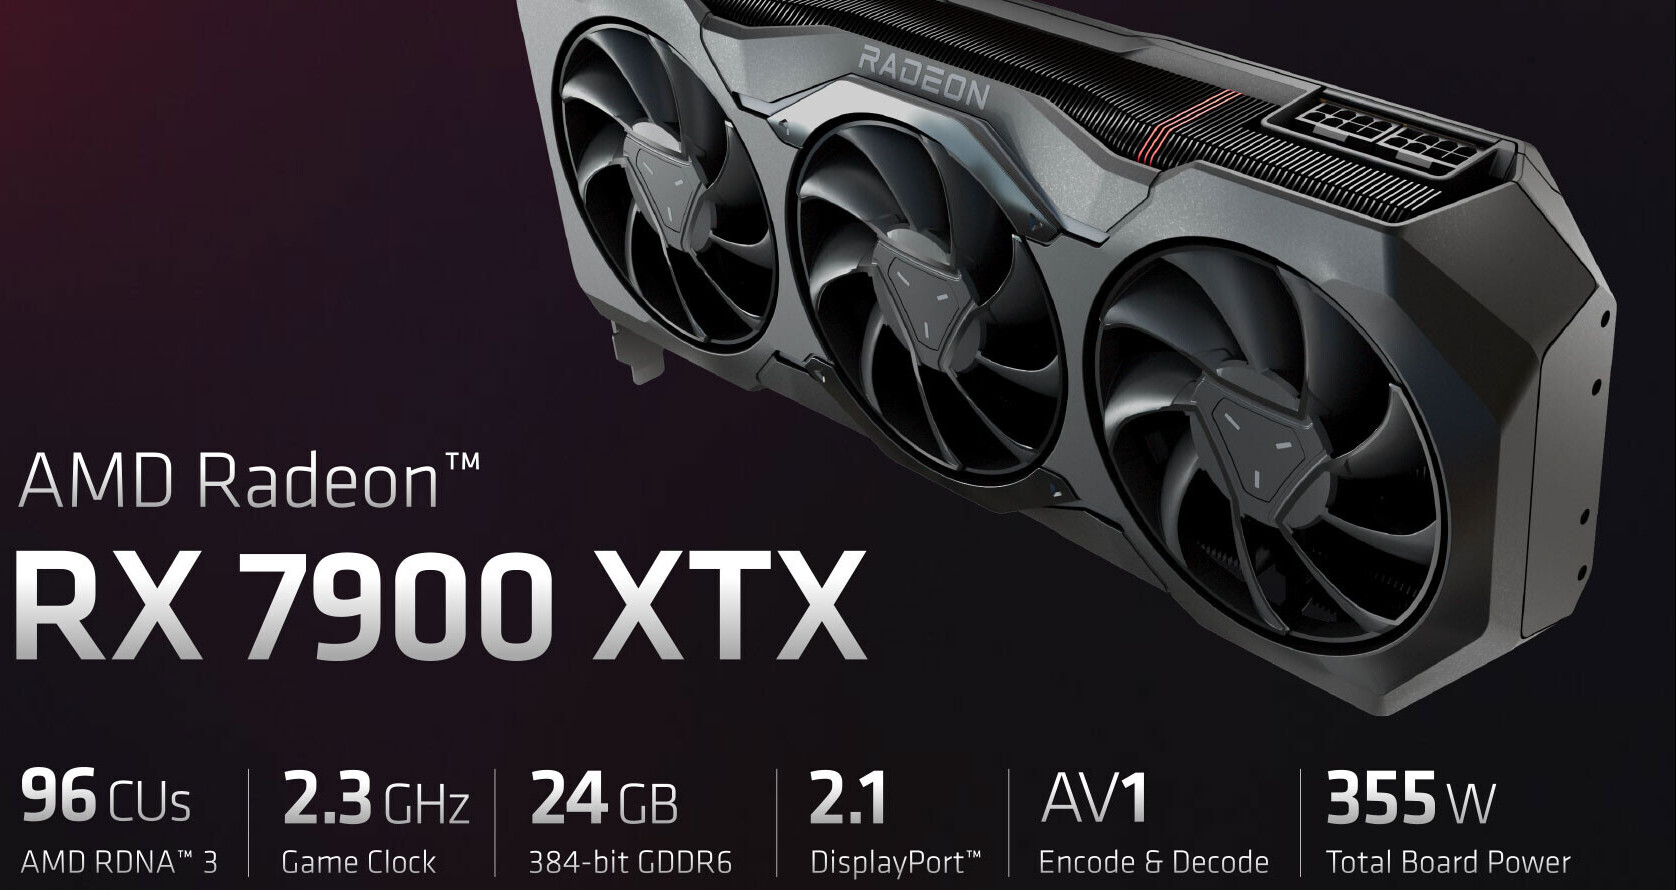 RADEON
AMD Radeon™
RX 7900 XTX
96 CUs
AMD RDNA™ 3
2.3 GHz
Game Clock
24 GB
384-bit GDDR6
2.1
DisplayPort™
AV1
Encode & Decode
355 W
Total Board Power